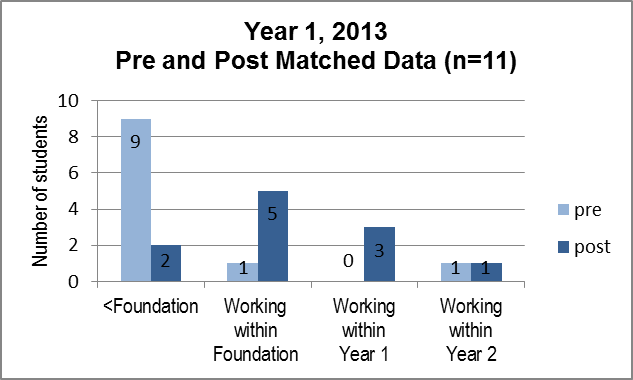 Year 1, 2013
Pre and Post Matched Data (n=11)
Number of students
10
8
6
4
2
0
9
2
1
5
0
3
1
1
<Foundation
Working within Foundation
Working within Year 1
Working within Year 2
pre
post